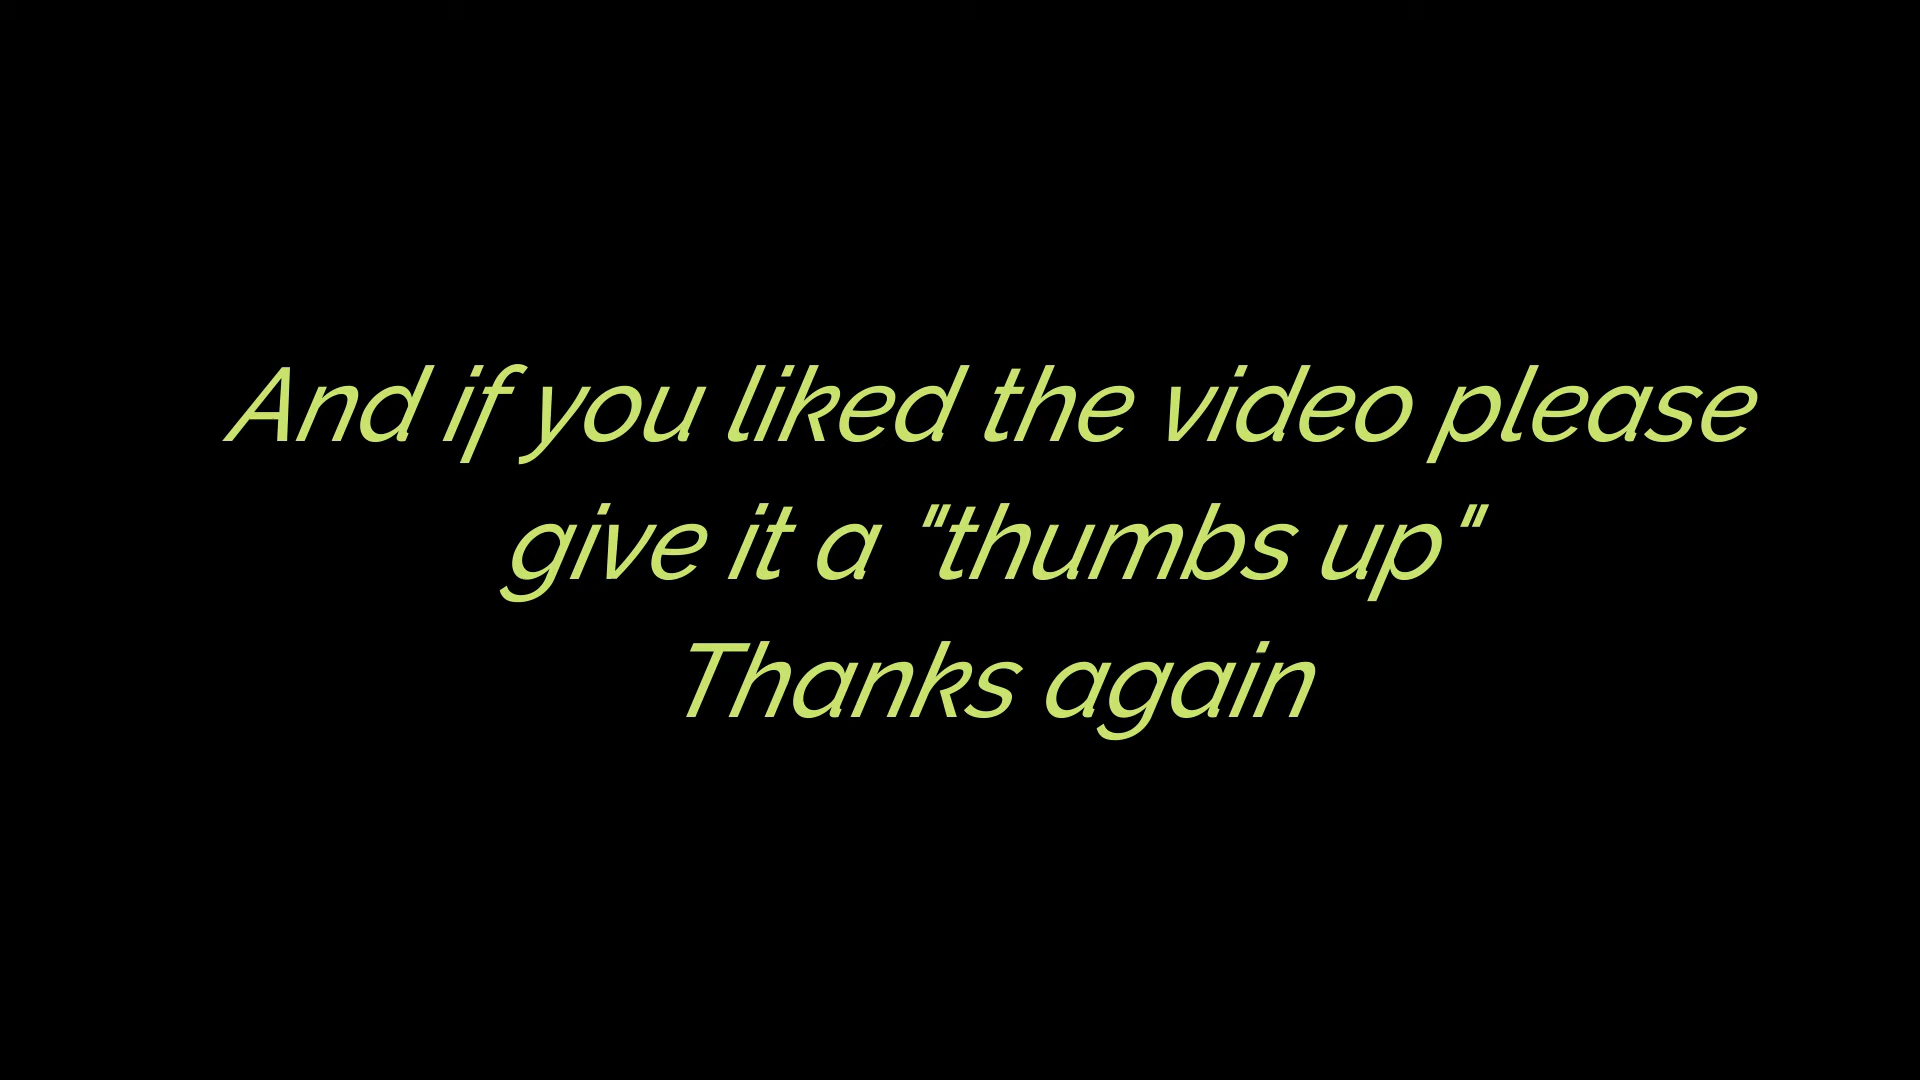 And if you liked the video please
give it a "thumbs up"
Thanks again